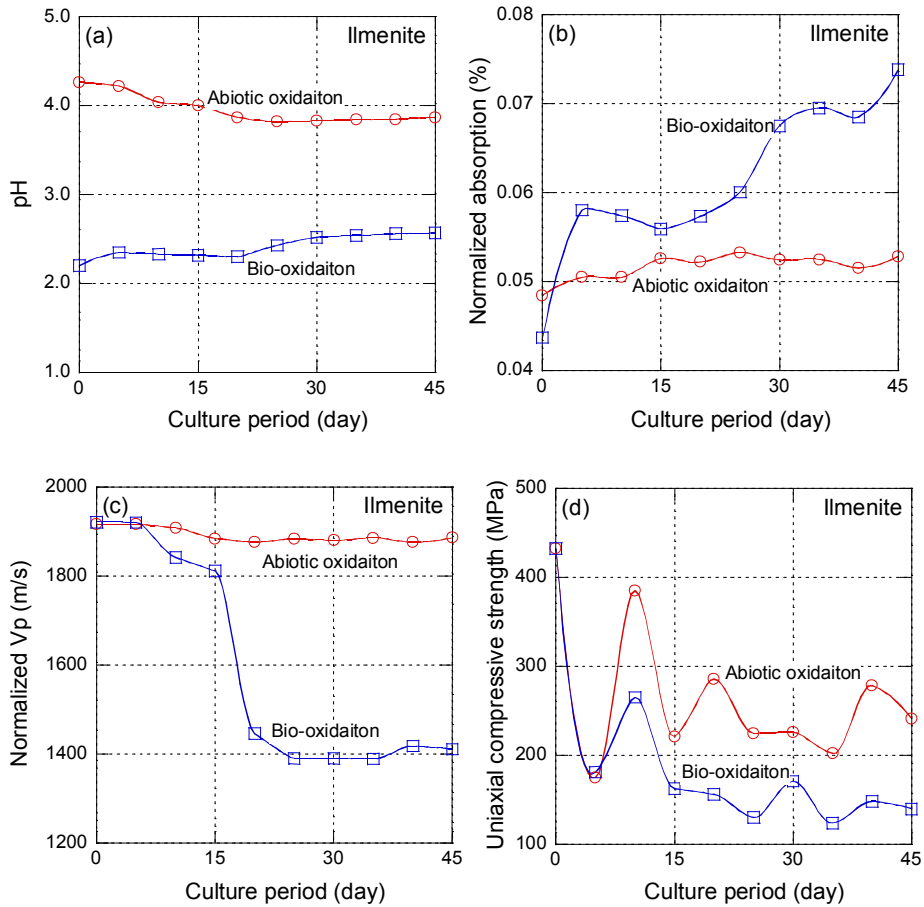 (a) Ilmenite
5.0
4.0
3.0
2.0
1.0
pH
Abiotic oxidaiton
Bio-oxidaiton
0 15 30 45
Culture period (day)
(b) Ilmenite
0.08
0.07
0.06
0.05
0.04
Normalized absorption (%)
Bio-oxidaiton
Abiotic oxidaiton
0 15 30 45
Culture period (day)
(c) Ilmenite
2000
1800
1600
1400
1200
Normalized Vp (m/s)
Abiotic oxidaiton
Bio-oxidaiton
0 15 30 45
Culture period (day)
(d) Ilmenite
500
400
300
200
100
Uniaxial compressive strength (MPa)
Abiotic oxidaiton
Bio-oxidaiton
0 15 30 45
Culture period (day)